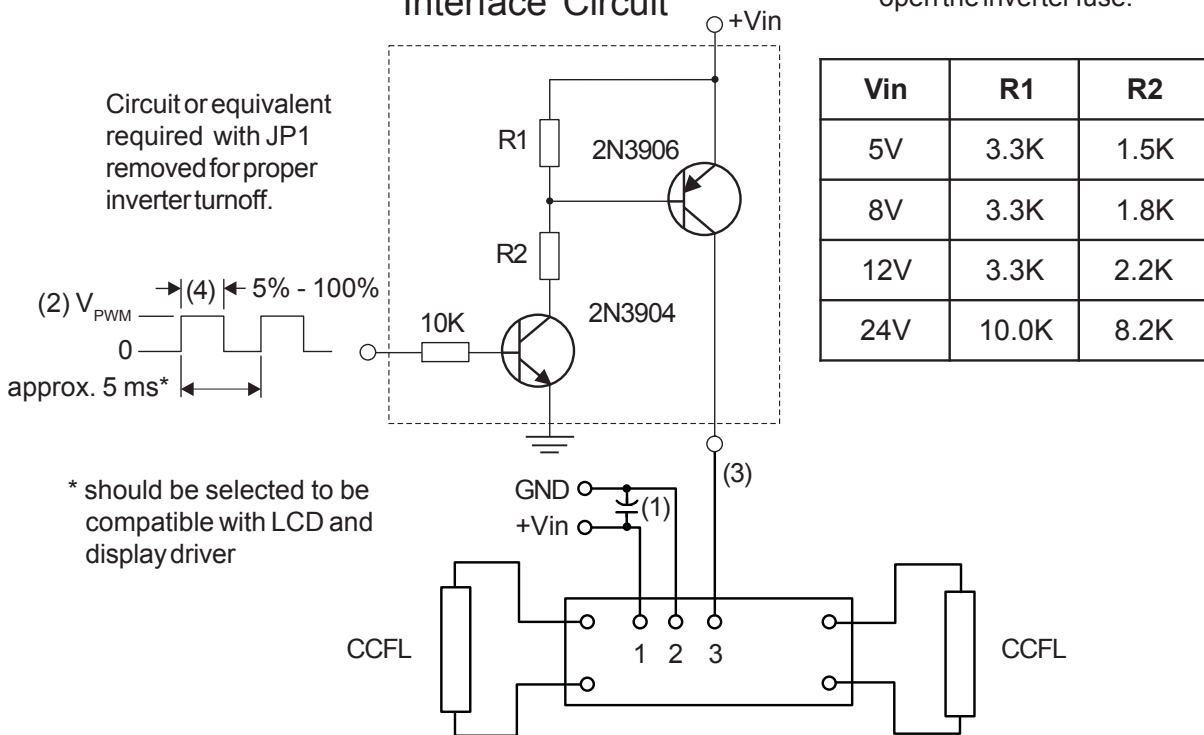 Interface Circuit
open the inverter fuse.
+Vin
Circuit or equivalent
required with JP1
removed for proper
inverter turnoff.
R1
2N3906
R2
2N3904
10K
(2) VPWM
(4)
5% - 100%
0
approx. 5 ms*
Vin R1 R2
5V 3.3K 1.5K
8V 3.3K 1.8K
12V 3.3K 2.2K
24V 10.0K 8.2K
* should be selected to be
compatible with LCD and
display driver
GND
+Vin
(1)
(3)
CCFL
1 2 3
CCFL